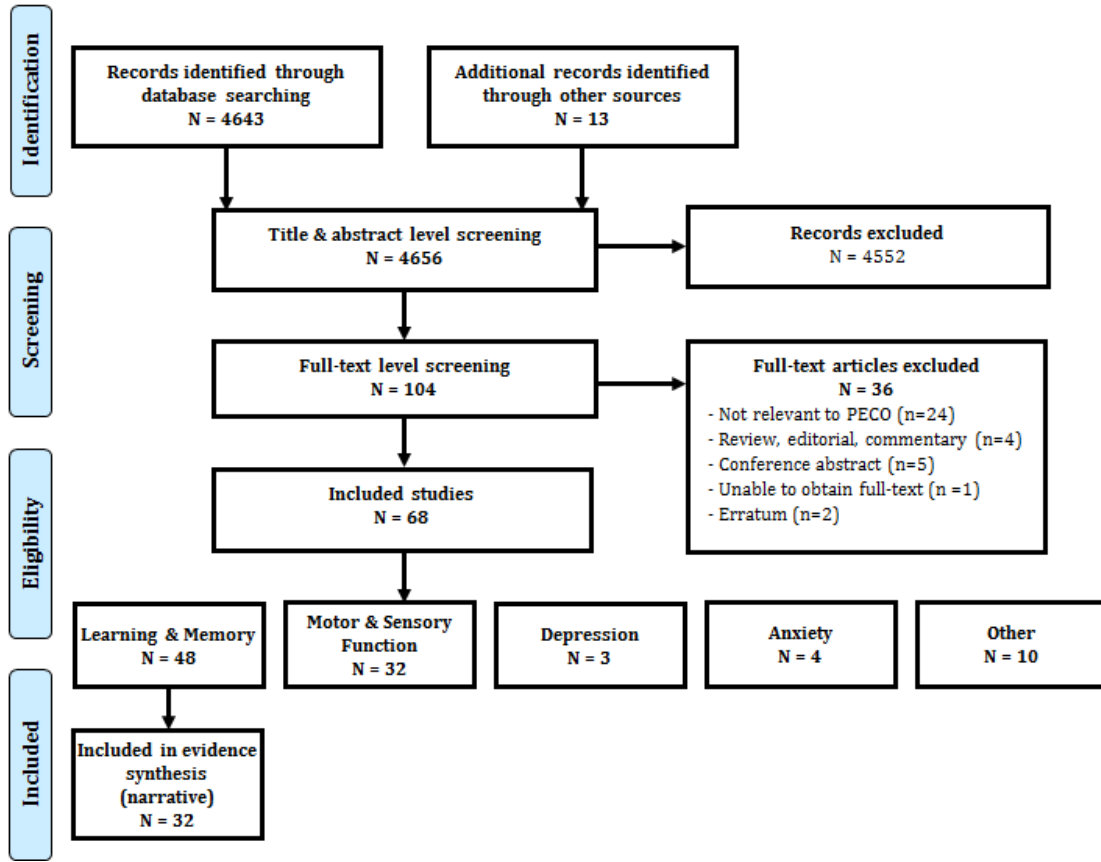 Identification
Records identified through
database searching
N = 4643
Additional records identified
through other sources
N = 13
Screening
Title & abstract level screening
N = 4656
Records excluded
N = 4552
Full-text level screening
N = 104
Full-text articles excluded
N = 36
- Not relevant to PECO (n=24)
- Review, editorial, commentary (n=4)
- Conference abstract (n=5)
- Unable to obtain full-text (n =1)
- Erratum (n=2)
Eligibility
Included studies
N = 68
Learning & Memory
N = 48
Motor & Sensory
Function
N = 32
Depression
N = 3
Anxiety
N = 4
Other
N = 10
Included
Included in evidence
synthesis
(narrative)
N = 32